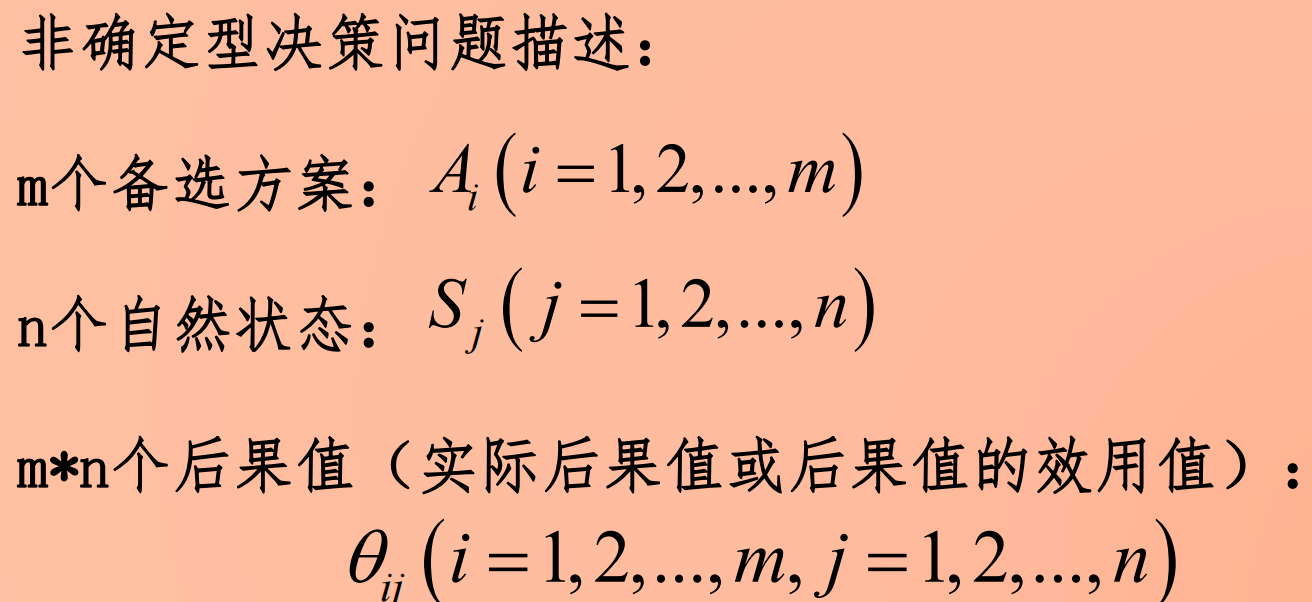 非确定型决策问题描述：
m个备选方案： A_i (i = 1, 2, ..., m)
n个自然状态： S_j (j = 1, 2, ..., n)
m*n个后果值（实际后果值或后果值的效用值）：
θ_ij (i = 1, 2, ..., m, j = 1, 2, ..., n)